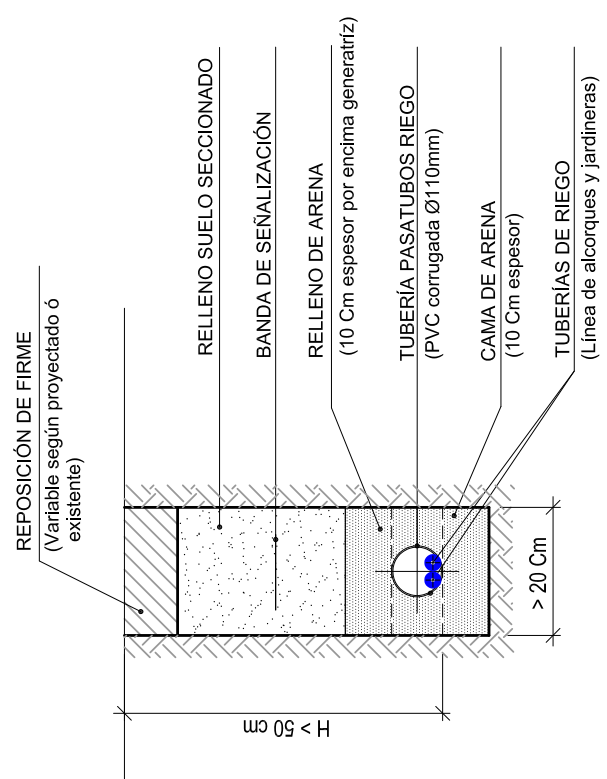 REPOSICIÓN DE FIRME
(Variable según proyectado ó
existente)
RELLENO SUELO SECCIONADO
BANDA DE SEÑALIZACIÓN
RELLENO DE ARENA
(10 Cm espesor por encima generatríz)
TUBERÍA PASATUBOS RIEGO
(PVC corrugada Ø110mm)
CAMA DE ARENA
(10 Cm espesor)
TUBERÍAS DE RIEGO
(Línea de alcorques y jardineras)
> 20 Cm
H > 50 cm